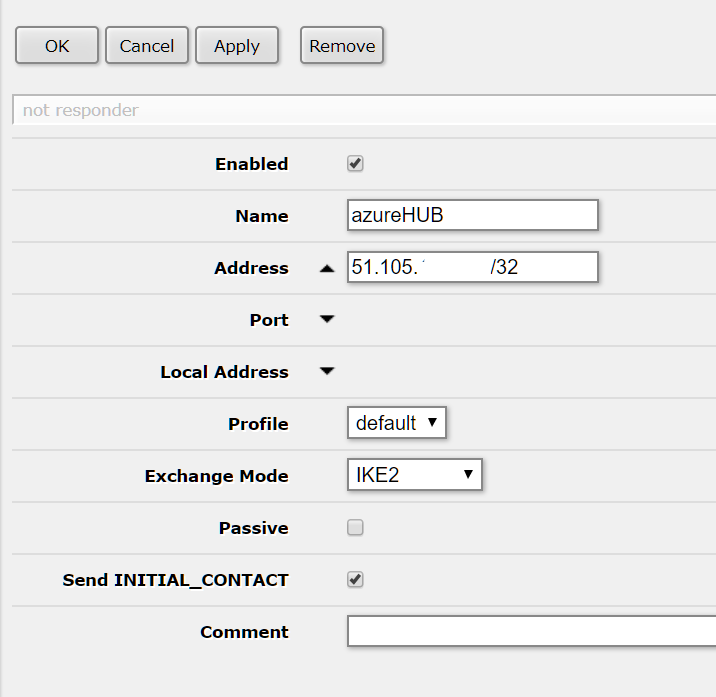 OK Cancel Apply Remove
not responder
Enabled
Name azureHUB
Address 51.105. /32
Port
Local Address
Profile default
Exchange Mode IKE2
Passive
Send INITIAL_CONTACT
Comment